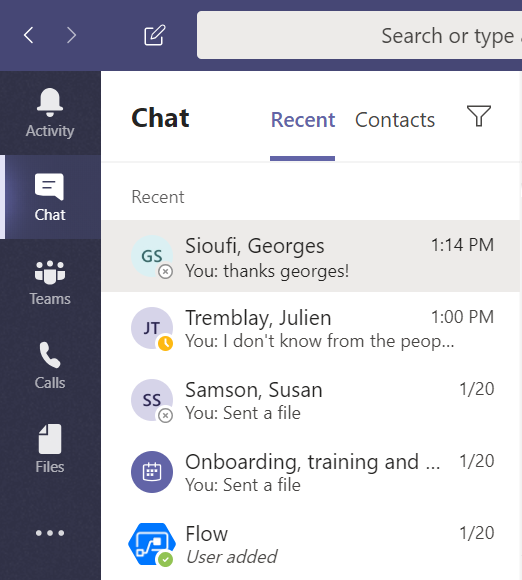 Search or type
Activity
Chat
Teams
Calls
Files
Chat
Recent Contacts
Recent
GS
Sioufi, Georges 1:14 PM
You: thanks georges!
JT
Tremblay, Julien 1:00 PM
You: I don't know from the peop...
SS
Samson, Susan 1/20
You: Sent a file
Onboarding, training and ... 1/20
You: Sent a file
Flow 1/20
User added